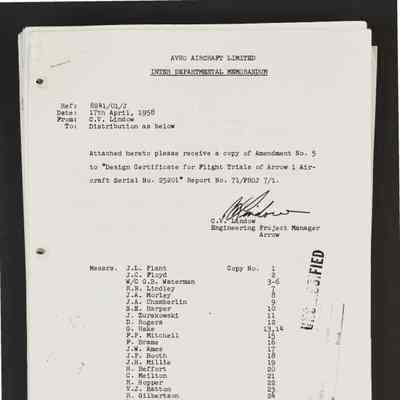 AVRO AIRCRAFT LIMITED
INTER DEPARTMENTAL MEMORANDUM
Ref: 8241/01/J
Date: 17th April, 1958
From: C.V. Lindow
To: Distribution as below
Attached hereto please receive a copy of Amendment No. 5
to "Design Certificate for Flight Trials of Arrow 1 Air-
craft Serial No. 25201" Report No. 71/PROJ 7/1.
C.V. Lindow
Engineering Project Manager
Arrow
Messrs. J.L. Plant Copy No. 1
J.C. Floyd 2
W/C G.B. Waterman 3-6
R.N. Lindley 7
J.A. Morley 8
J.A. Chamberlin 9
S.E. Harper 10
J. Zurakowski 11
D. Rogers 12
G. Hake 13,14
F.P. Mitchell 15
F. Brame 16
J.W. Ames 17
J.P. Booth 18
J.H. Millie 19
N. Beffort 20
C. Meilton 21
R. Hopper 22
V.J. Hatton 23
R. Gilbertson 24